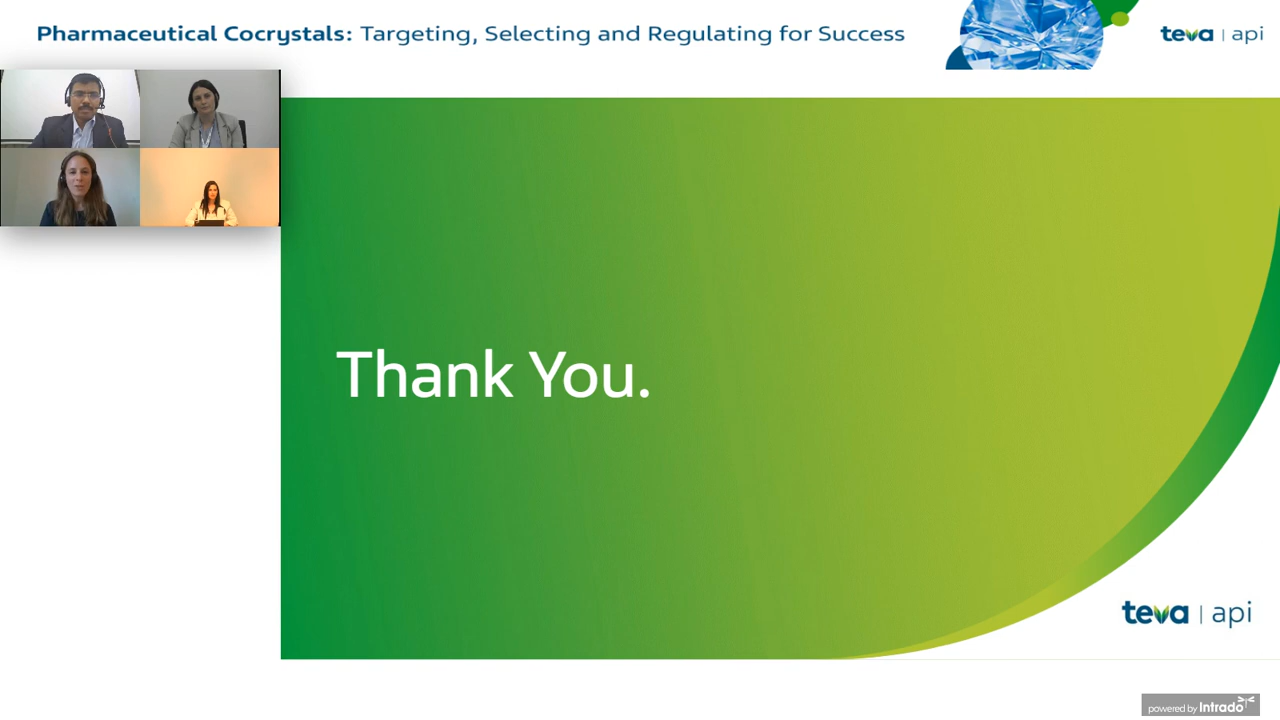 Pharmaceutical Cocrystals: Targeting, Selecting and Regulating for Success
teva | api
Thank You.
teva | api
powered by Intrado